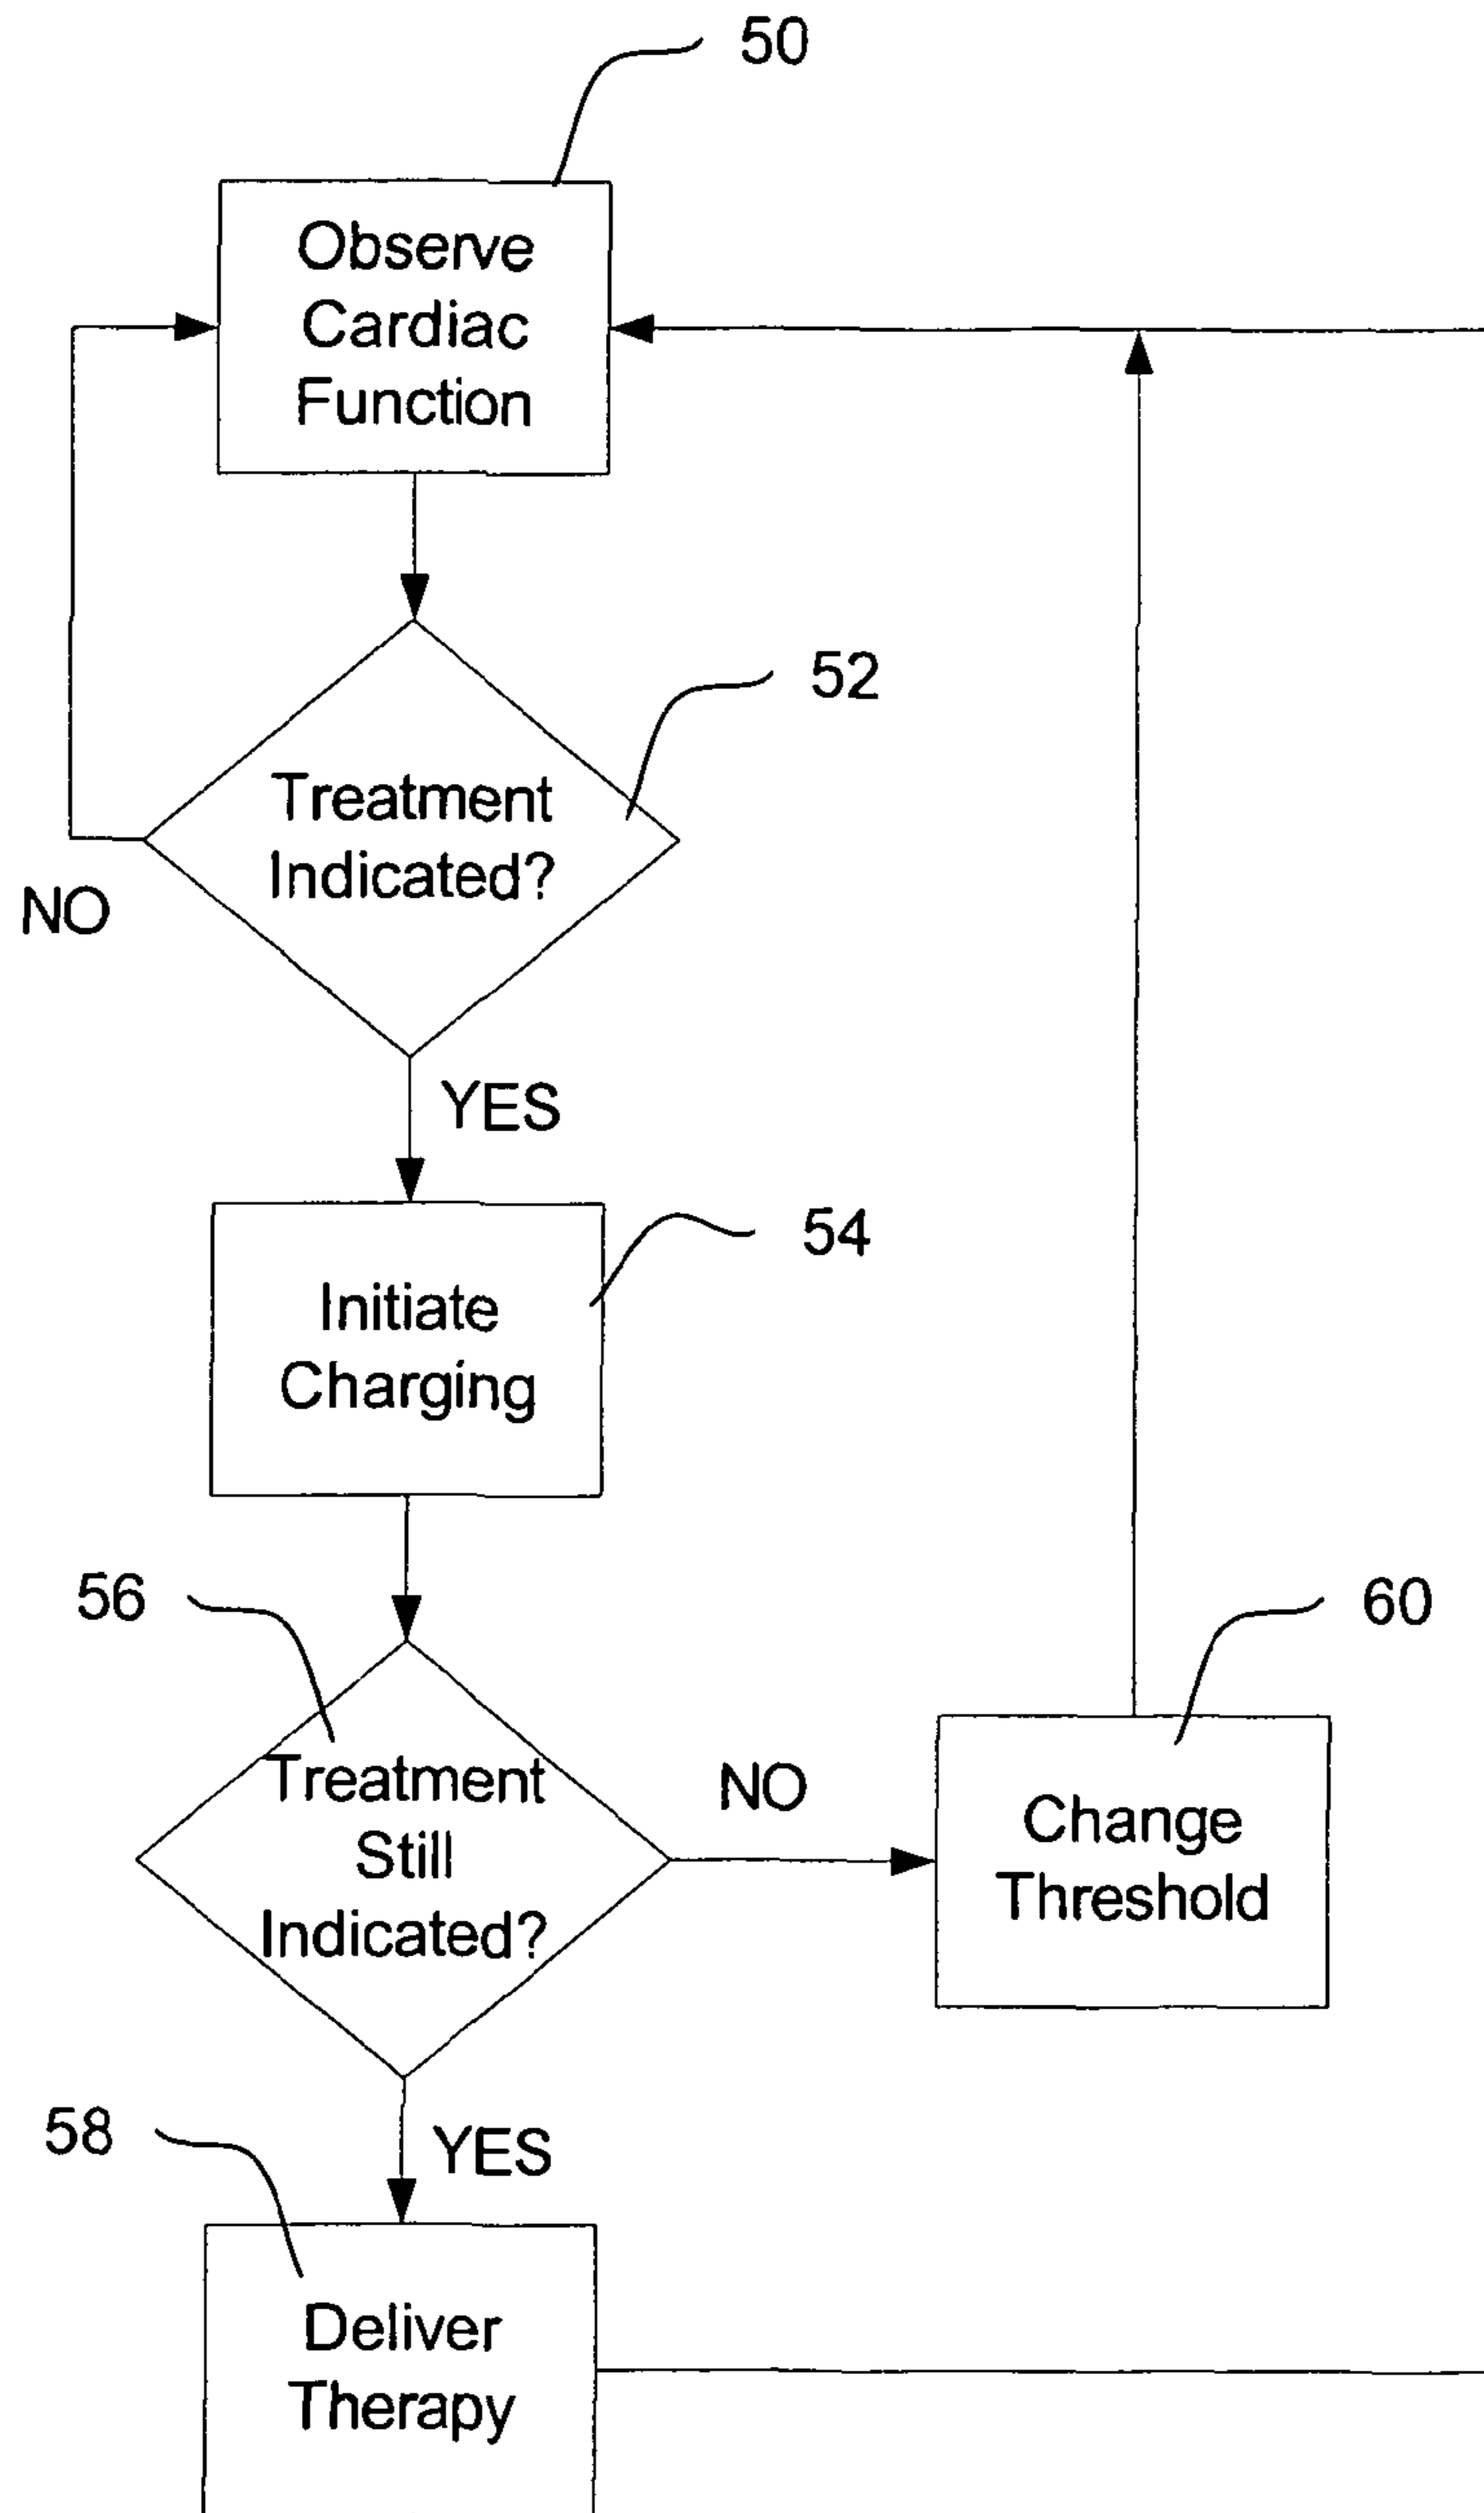 50
Observe
Cardiac
Function
52
Treatment
Indicated?
NO
YES
54
Initiate
Charging
56
Treatment
Still
Indicated?
NO
60
Change
Threshold
58
YES
Deliver
Therapy